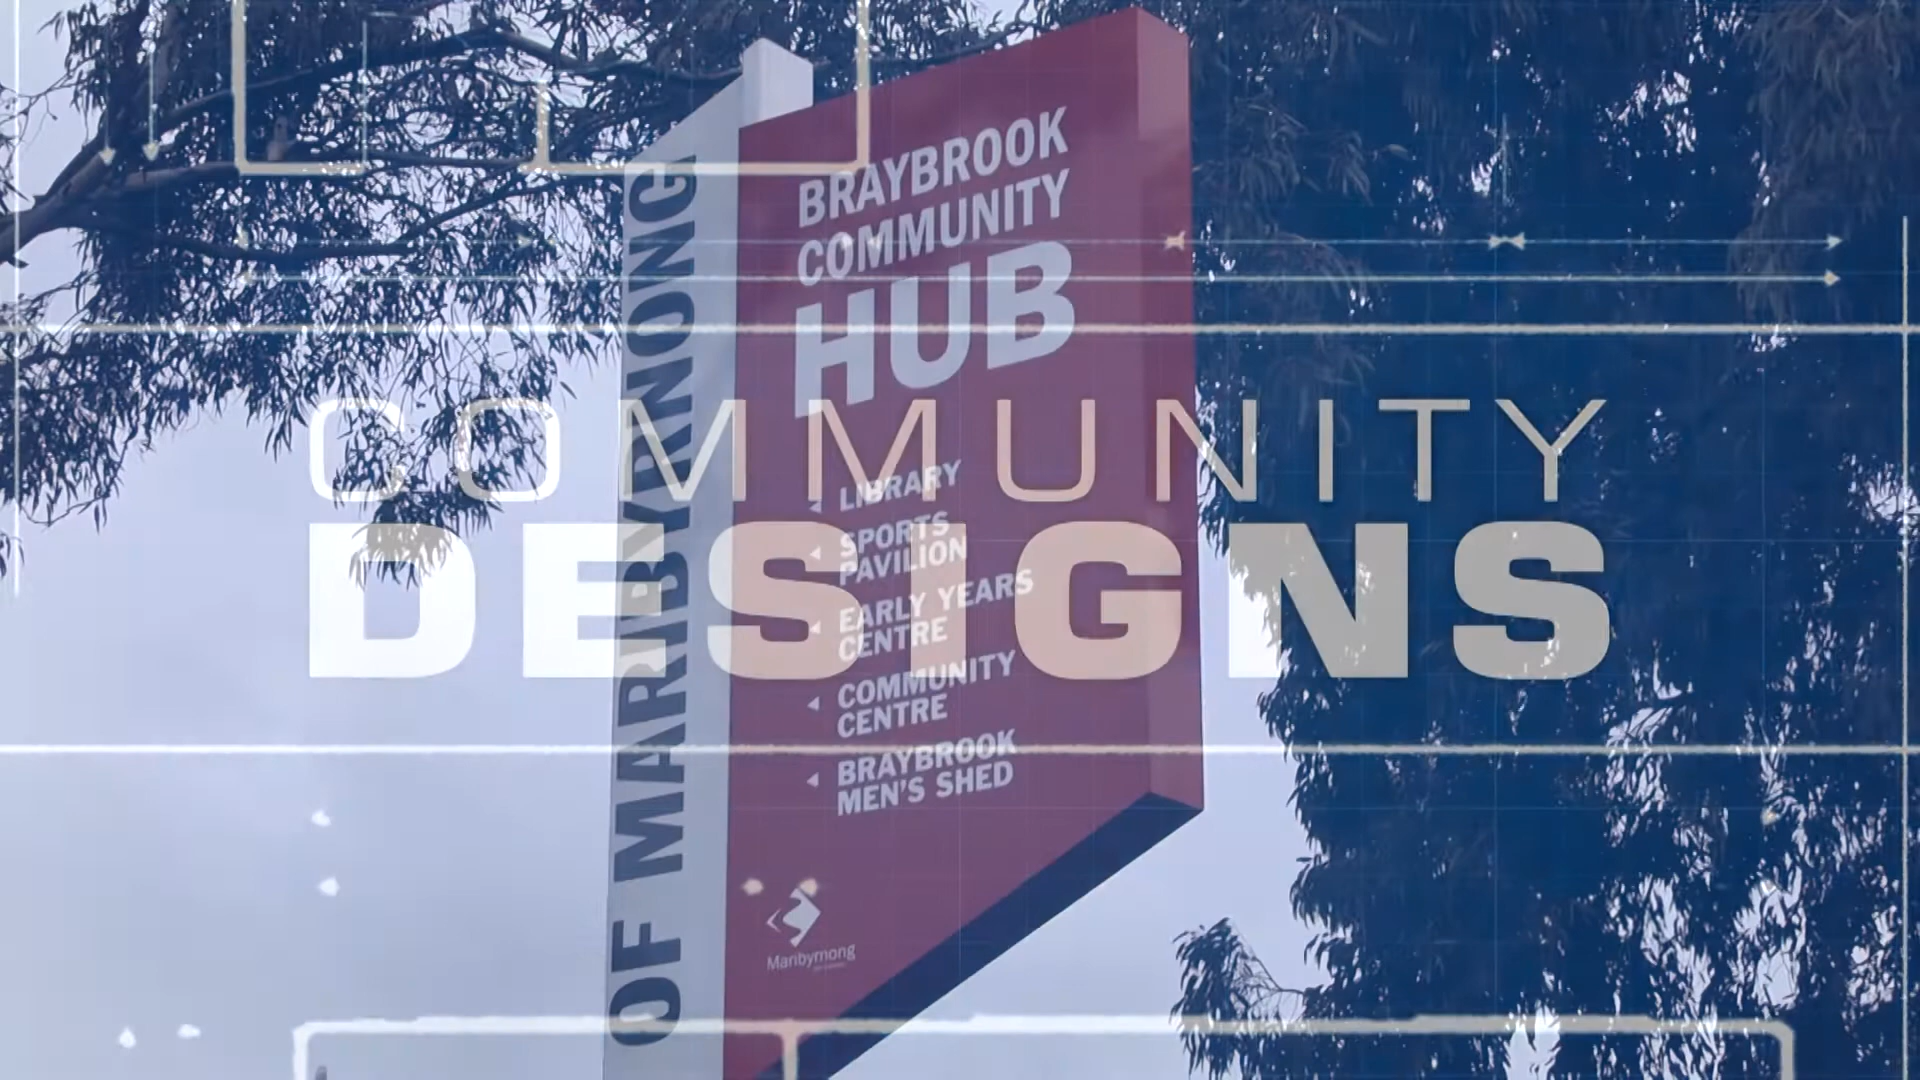 BRAYBROOK
COMMUNITY
HUB
OF MARIBYRNONG
COMMUNITY
DESIGNS
LIBRARY
SPORTS
PAVILION
EARLY YEARS
CENTRE
COMMUNITY
CENTRE
BRAYBROOK
MEN'S SHED
Maribyrnong